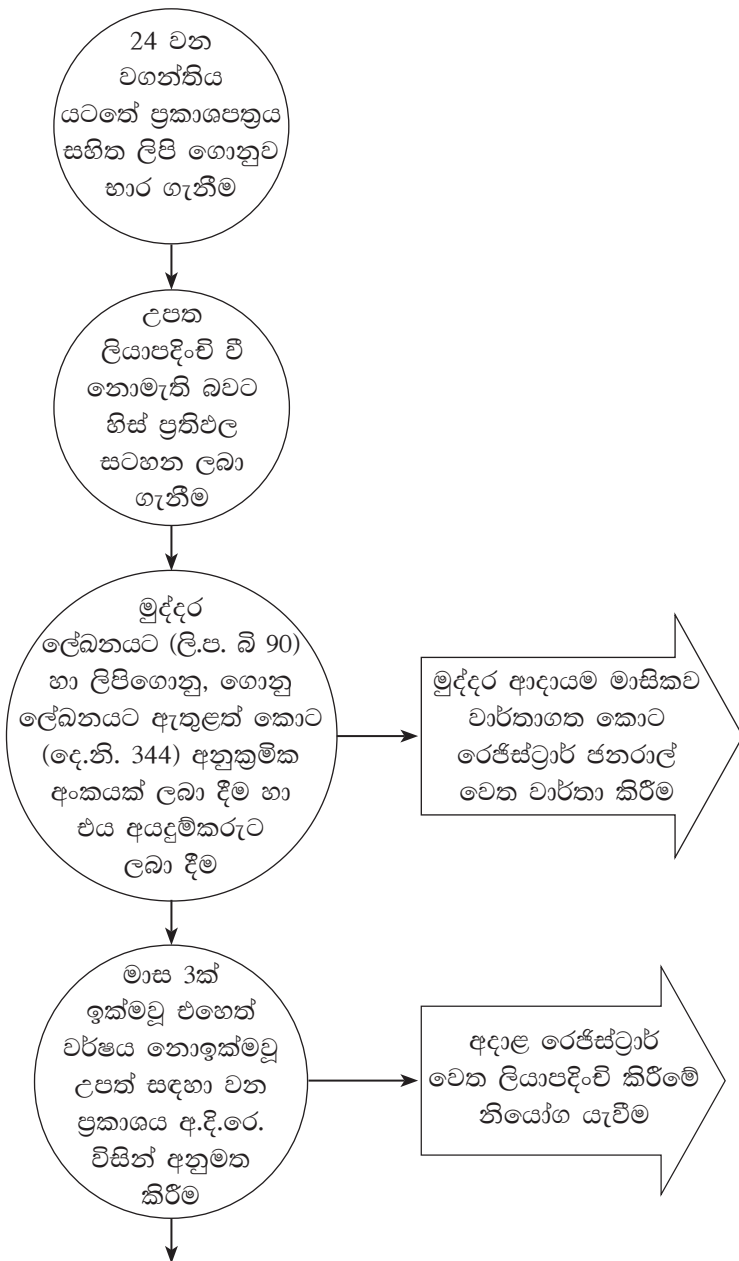 24 වන
වගන්තිය
යටතේ ප්‍රකාශපත්‍රය
සහිත ලිපි ගොනුව
භාර ගැනීම
උපත
ලියාපදිංචි වී
නොමැති බවට
හිස් ප්‍රතිඵල
සටහන ලබා
ගැනීම
මුද්දර
ලේඛනයට (ලි.ප. බි 90)
හා ලිපිගොනු, ගොනු
ලේඛනයට ඇතුළත් කොට
(දෙ.නි. 344) අනුක්‍රමික
අංකයක් ලබා දීම හා
එය අයදුම්කරුට
ලබා දීම
මුද්දර ආදායම මාසිකව
වාර්තාගත කොට
රෙජිස්ට්‍රාර් ජනරාල්
වෙත වාර්තා කිරීම
මාස 3ක්
ඉක්මවූ එහෙත්
වර්ෂය නොඉක්මවූ
උපත් සඳහා වන
ප්‍රකාශය අ.දි.රෙ.
විසින් අනුමත
කිරීම
අදාළ රෙජිස්ට්‍රාර්
වෙත ලියාපදිංචි කිරීමේ
නියෝග යැවීම